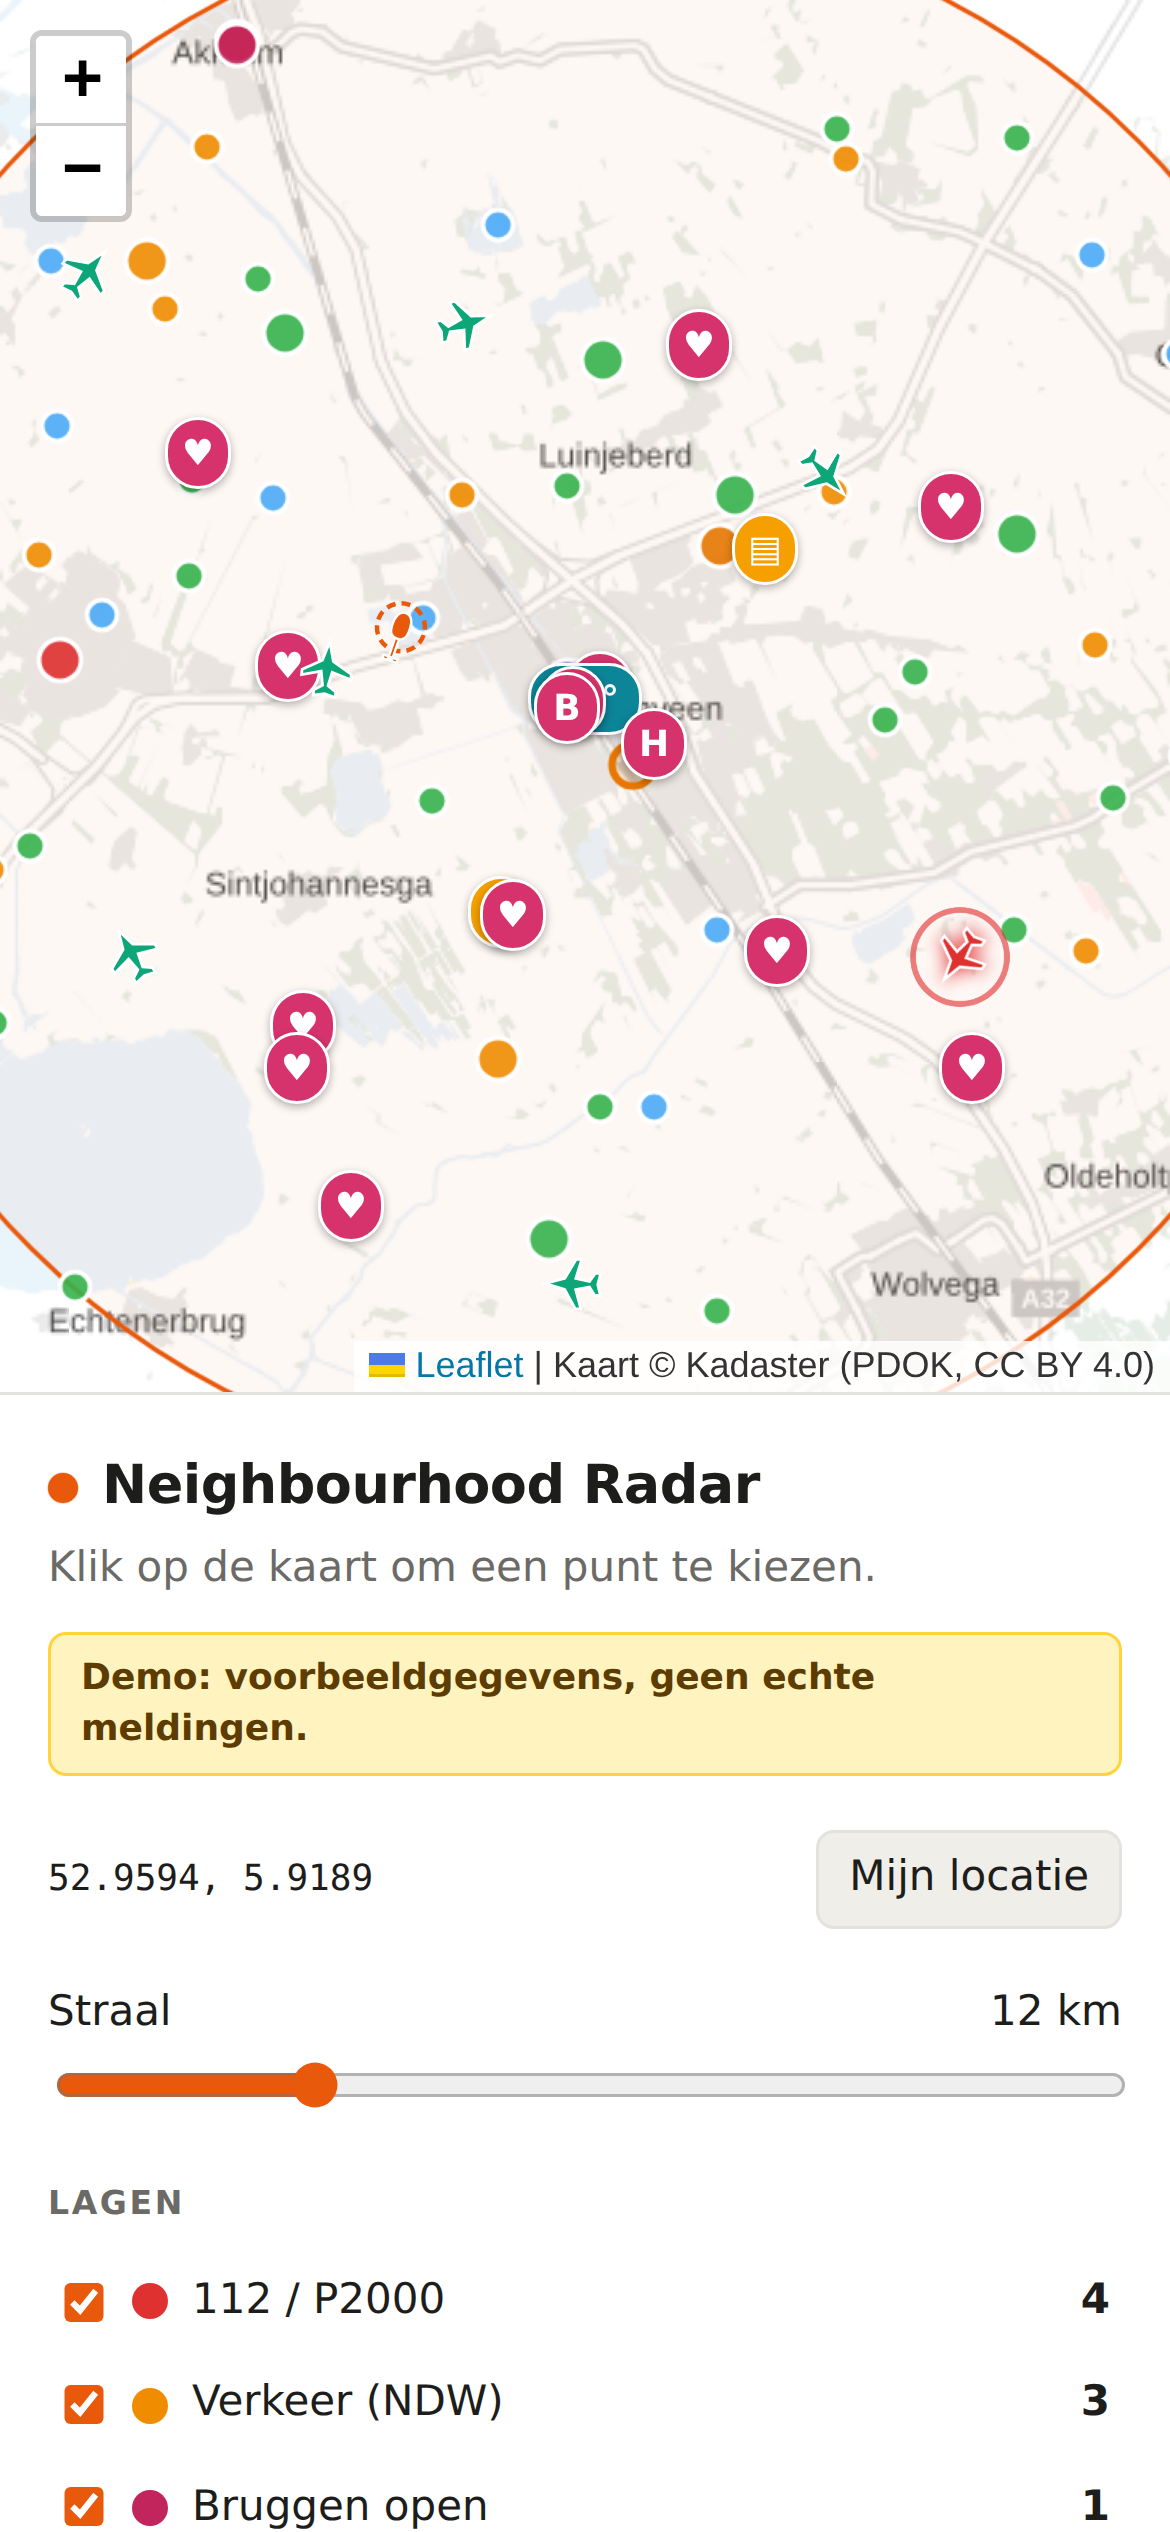 +
−
Luinjeberd
B
H
Sintjohannesga
Wolvega
A32
Echtenerbrug
Leaflet | Kaart © Kadaster (PDOK, CC BY 4.0)
Neighbourhood Radar
Klik op de kaart om een punt te kiezen.
Demo: voorbeeldgegevens, geen echte
meldingen.
52.9594, 5.9189
Mijn locatie
Straal
12 km
LAGEN
112 / P2000
4
Verkeer (NDW)
3
Bruggen open
1